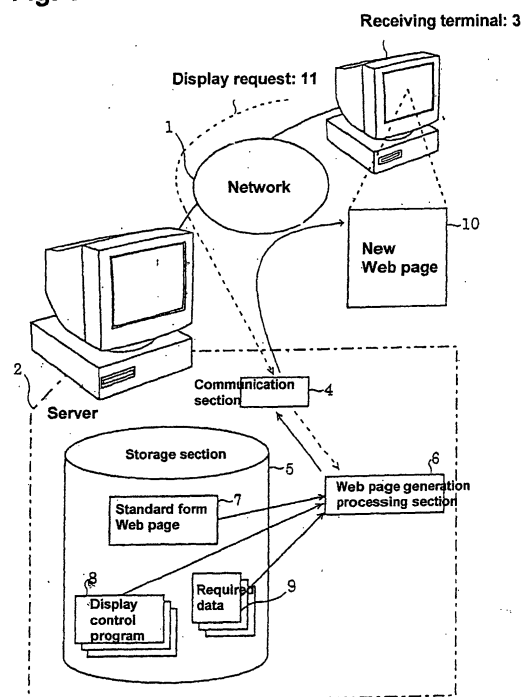 Receiving terminal: 3
Display request: 11
1
Network
10
New
Web page
2
Server
Communication
section
4
Storage section
5
6
Web page generation
processing section
7
Standard form
Web page
8
Display
control
program
Required
data
9